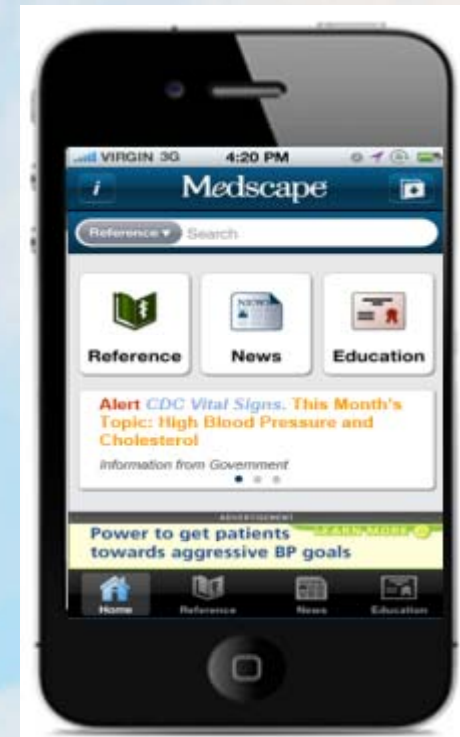 VIRGIN 3G 4:20 PM
i Medscape
Reference ▾ Search
NEWS
Reference News Education
Alert CDC Vital Signs. This Month's
Topic: High Blood Pressure and
Cholesterol
Information from Government
ADVERTISEMENT
Power to get patients LEARN MORE
towards aggressive BP goals
Home Reference News Education